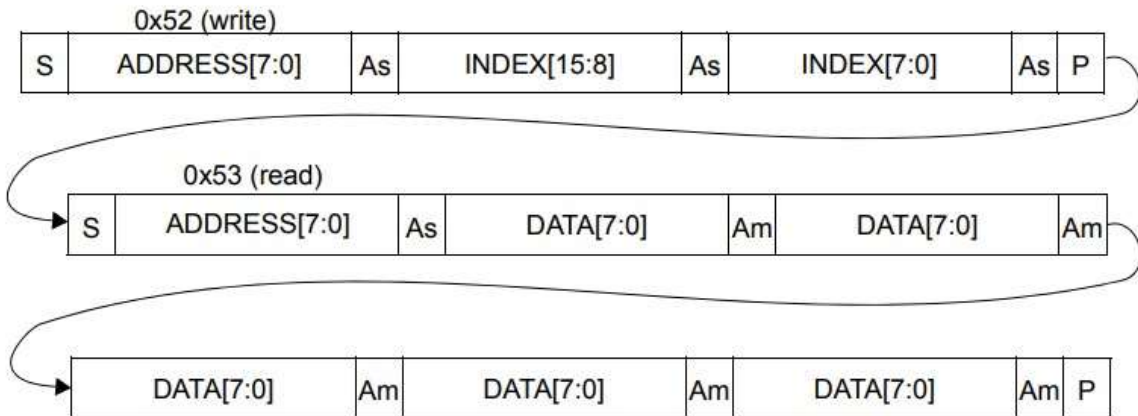 0x52 (write)
S ADDRESS[7:0] As INDEX[15:8] As INDEX[7:0] As P
0x53 (read)
S ADDRESS[7:0] As DATA[7:0] Am DATA[7:0] Am
DATA[7:0] Am DATA[7:0] Am DATA[7:0] Am P